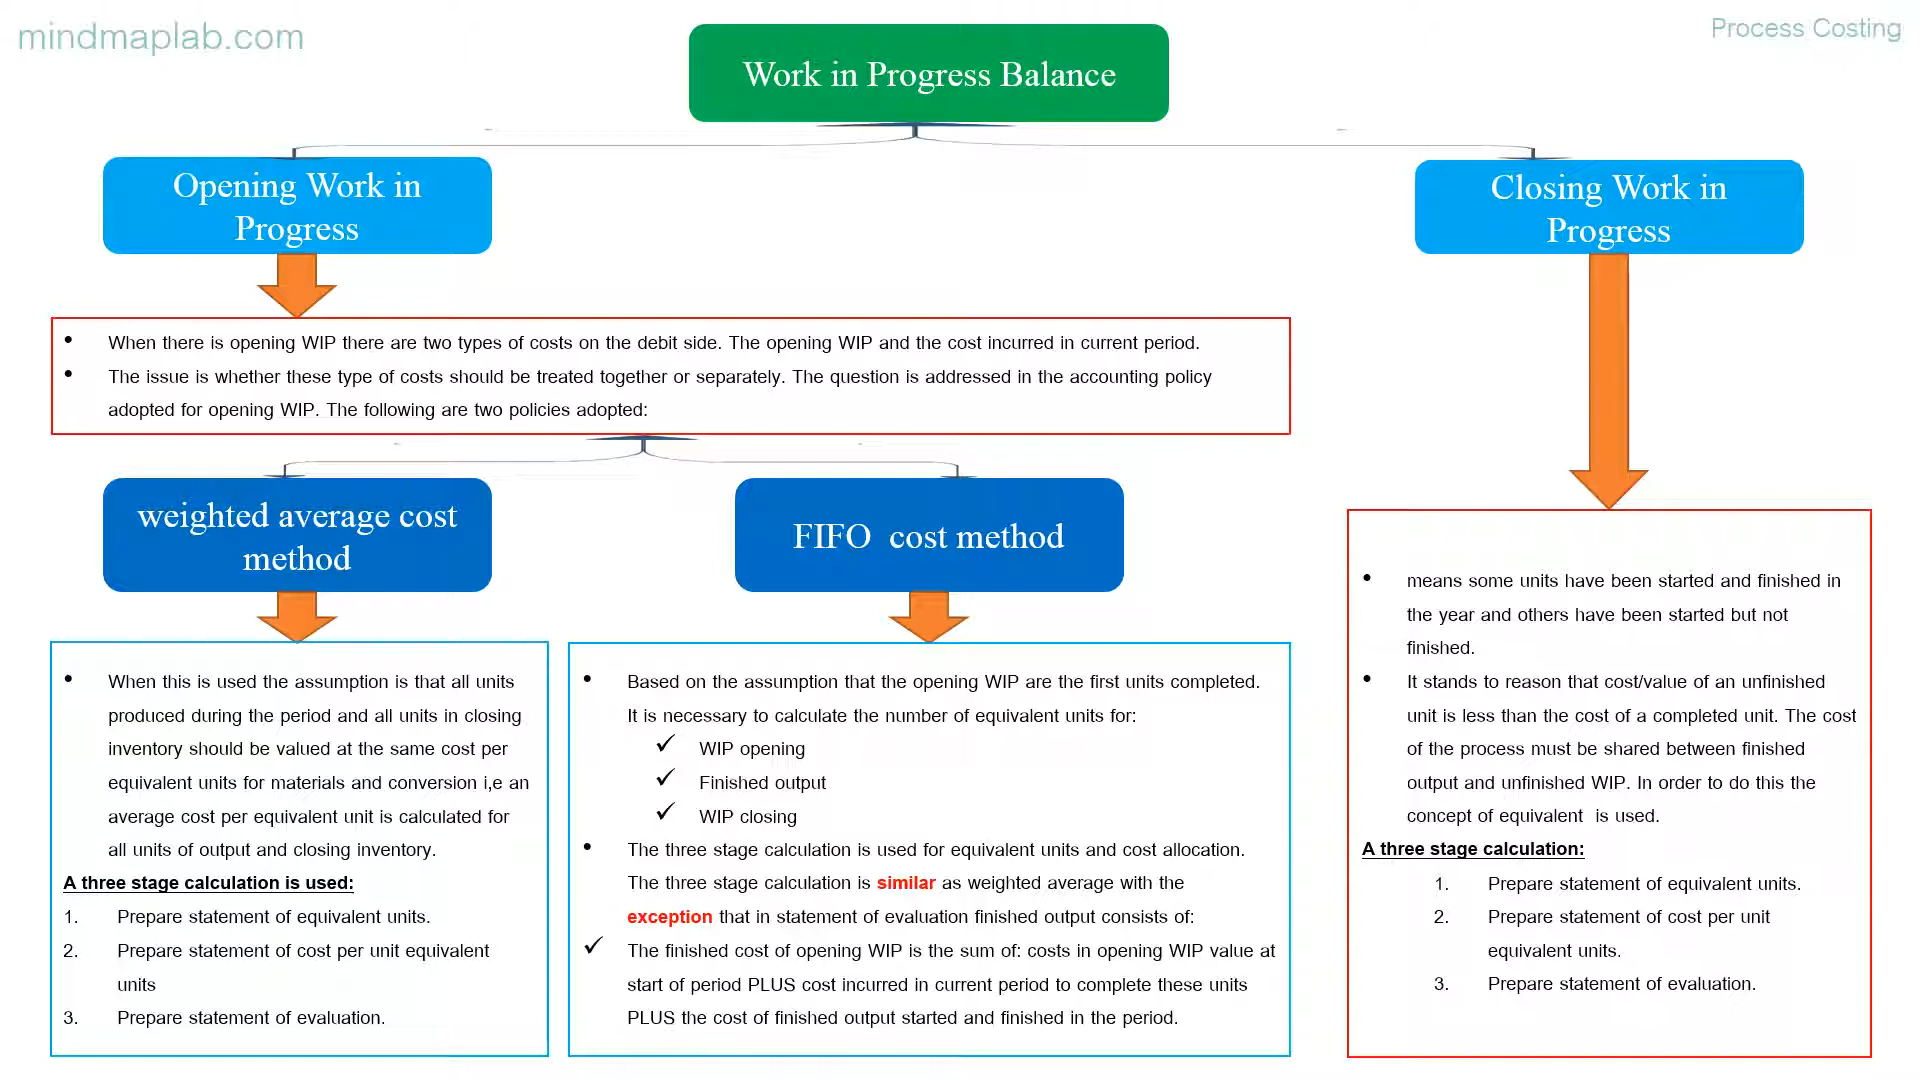 mindmaplab.com
Process Costing
Work in Progress Balance
Opening Work in
Progress
Closing Work in
Progress
• When there is opening WIP there are two types of costs on the debit side. The opening WIP and the cost incurred in current period.
• The issue is whether these type of costs should be treated together or separately. The question is addressed in the accounting policy
adopted for opening WIP. The following are two policies adopted:
weighted average cost
method
FIFO cost method
• When this is used the assumption is that all units
produced during the period and all units in closing
inventory should be valued at the same cost per
equivalent units for materials and conversion i,e an
average cost per equivalent unit is calculated for
all units of output and closing inventory.
A three stage calculation is used:
1. Prepare statement of equivalent units.
2. Prepare statement of cost per unit equivalent
units
3. Prepare statement of evaluation.
• Based on the assumption that the opening WIP are the first units completed.
It is necessary to calculate the number of equivalent units for:
✓ WIP opening
✓ Finished output
✓ WIP closing
• The three stage calculation is used for equivalent units and cost allocation.
The three stage calculation is similar as weighted average with the
exception that in statement of evaluation finished output consists of:
✓ The finished cost of opening WIP is the sum of: costs in opening WIP value at
start of period PLUS cost incurred in current period to complete these units
PLUS the cost of finished output started and finished in the period.
• means some units have been started and finished in
the year and others have been started but not
finished.
• It stands to reason that cost/value of an unfinished
unit is less than the cost of a completed unit. The cost
of the process must be shared between finished
output and unfinished WIP. In order to do this the
concept of equivalent is used.
A three stage calculation:
1. Prepare statement of equivalent units.
2. Prepare statement of cost per unit
equivalent units.
3. Prepare statement of evaluation.